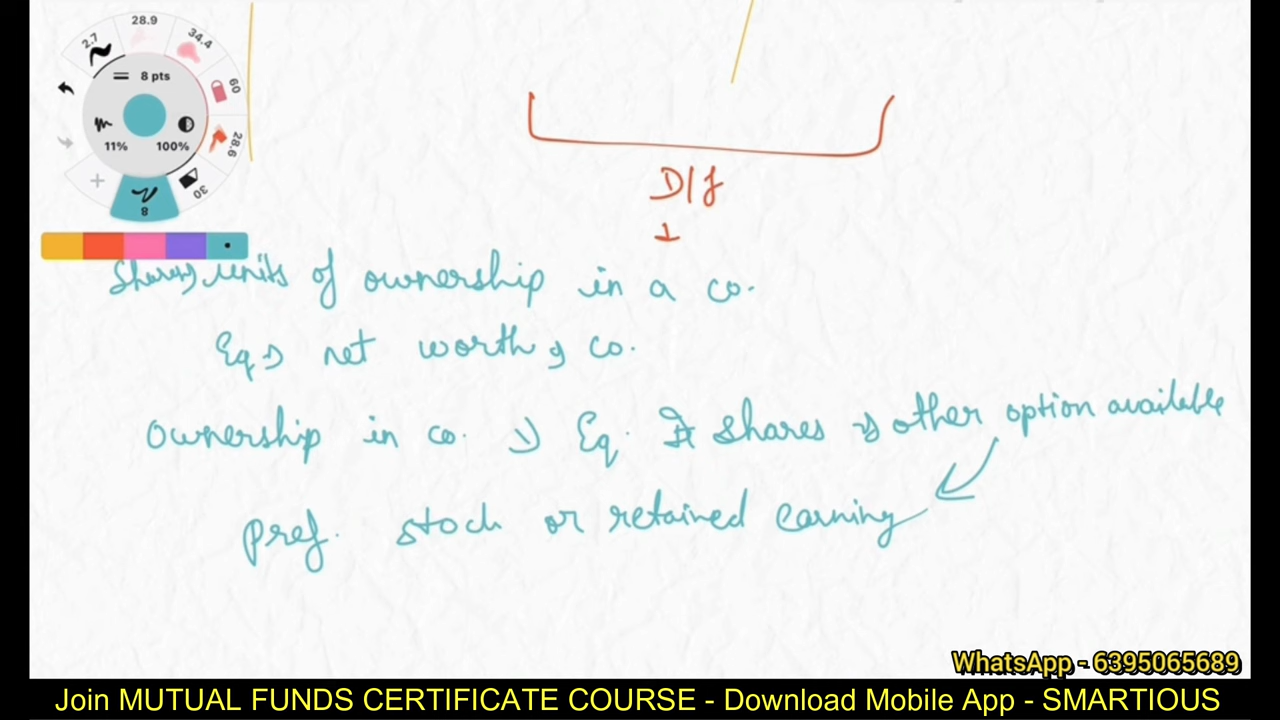 28.9
2.7
34.4
8 pts
60
28.6
11% 100%
30
8
D/f
Shares units of ownership in a co.
Eq net worth of co.
Ownership in co. Eq. shares other option available
pref. stock or retained earning
WhatsApp - 6395065689
Join MUTUAL FUNDS CERTIFICATE COURSE - Download Mobile App - SMARTIOUS